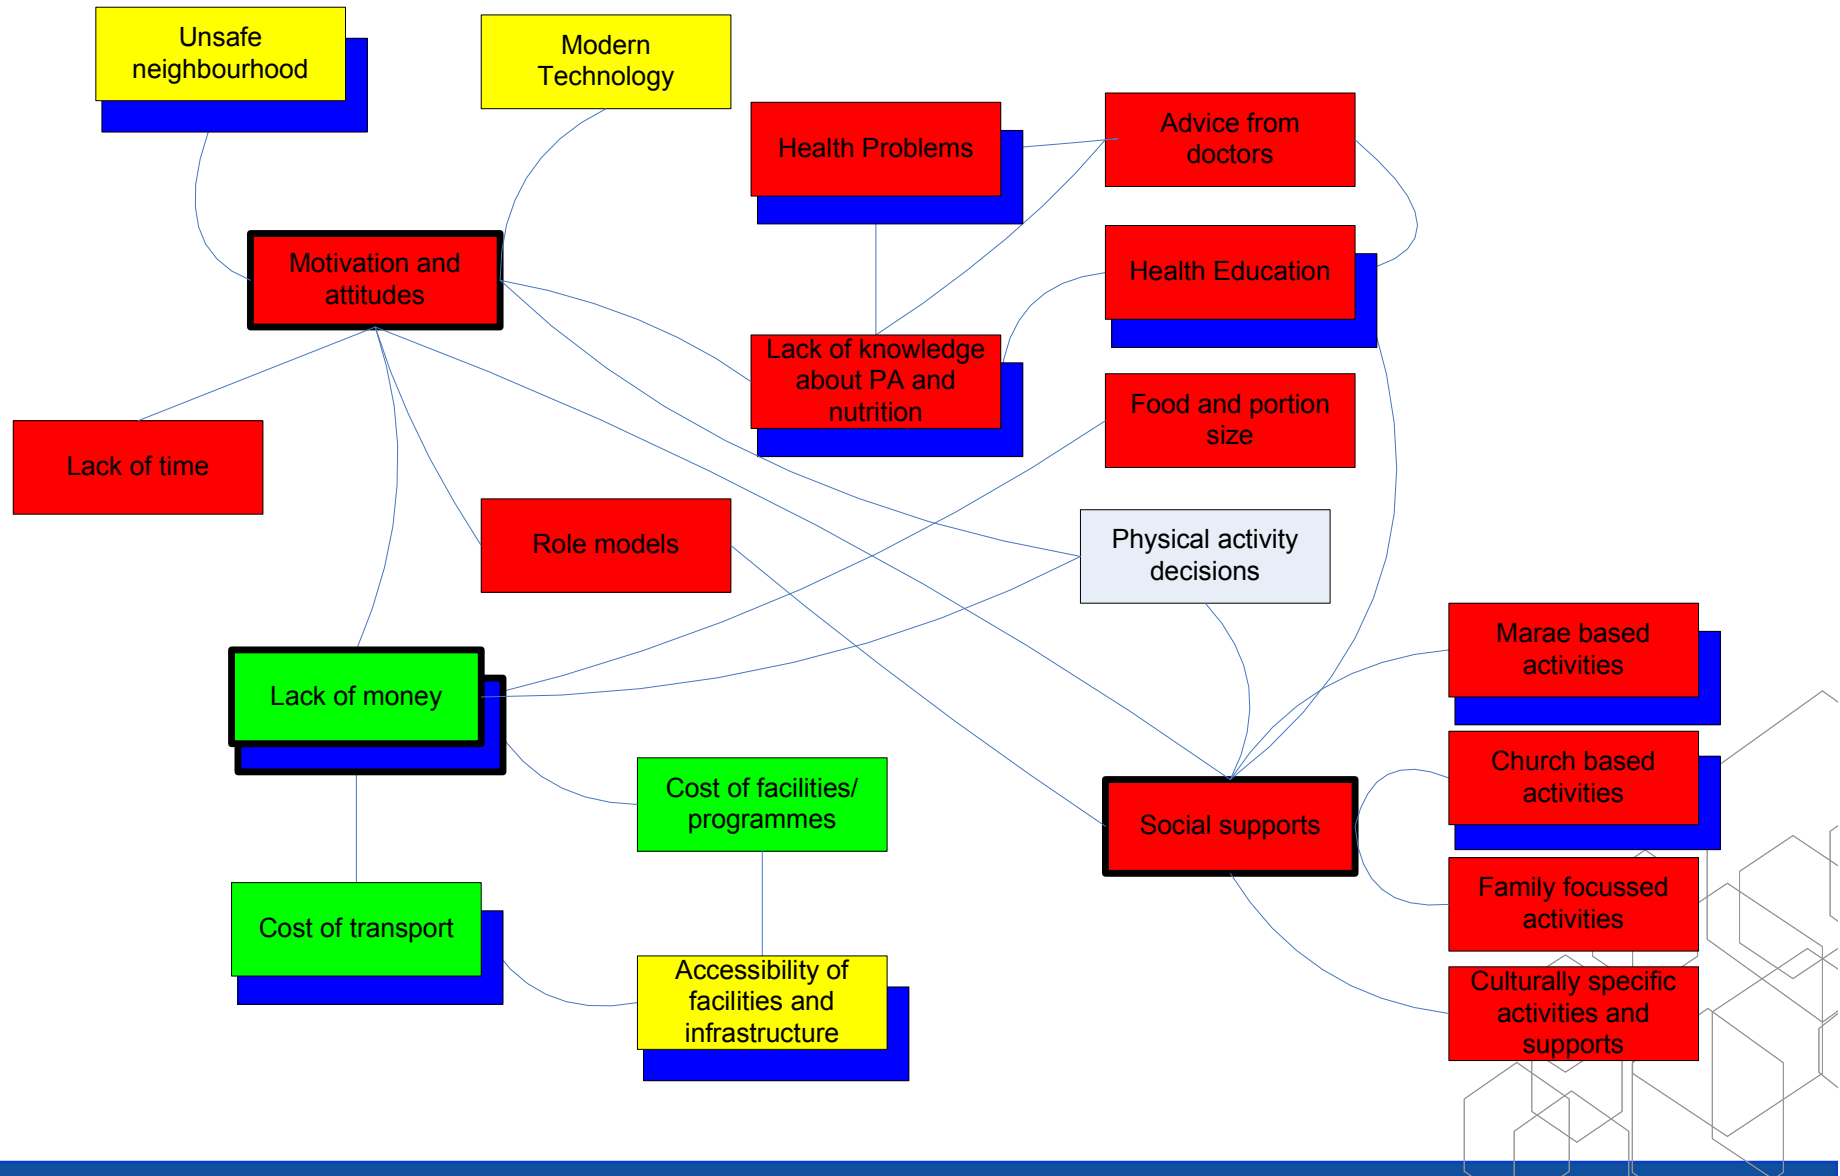 Unsafe
neighbourhood
Modern
Technology
Health Problems
Advice from
doctors
Motivation and
attitudes
Health Education
Lack of knowledge
about PA and
nutrition
Food and portion
size
Lack of time
Role models
Physical activity
decisions
Marae based
activities
Lack of money
Cost of facilities/
programmes
Social supports
Church based
activities
Family focussed
activities
Cost of transport
Accessibility of
facilities and
infrastructure
Culturally specific
activities and
supports